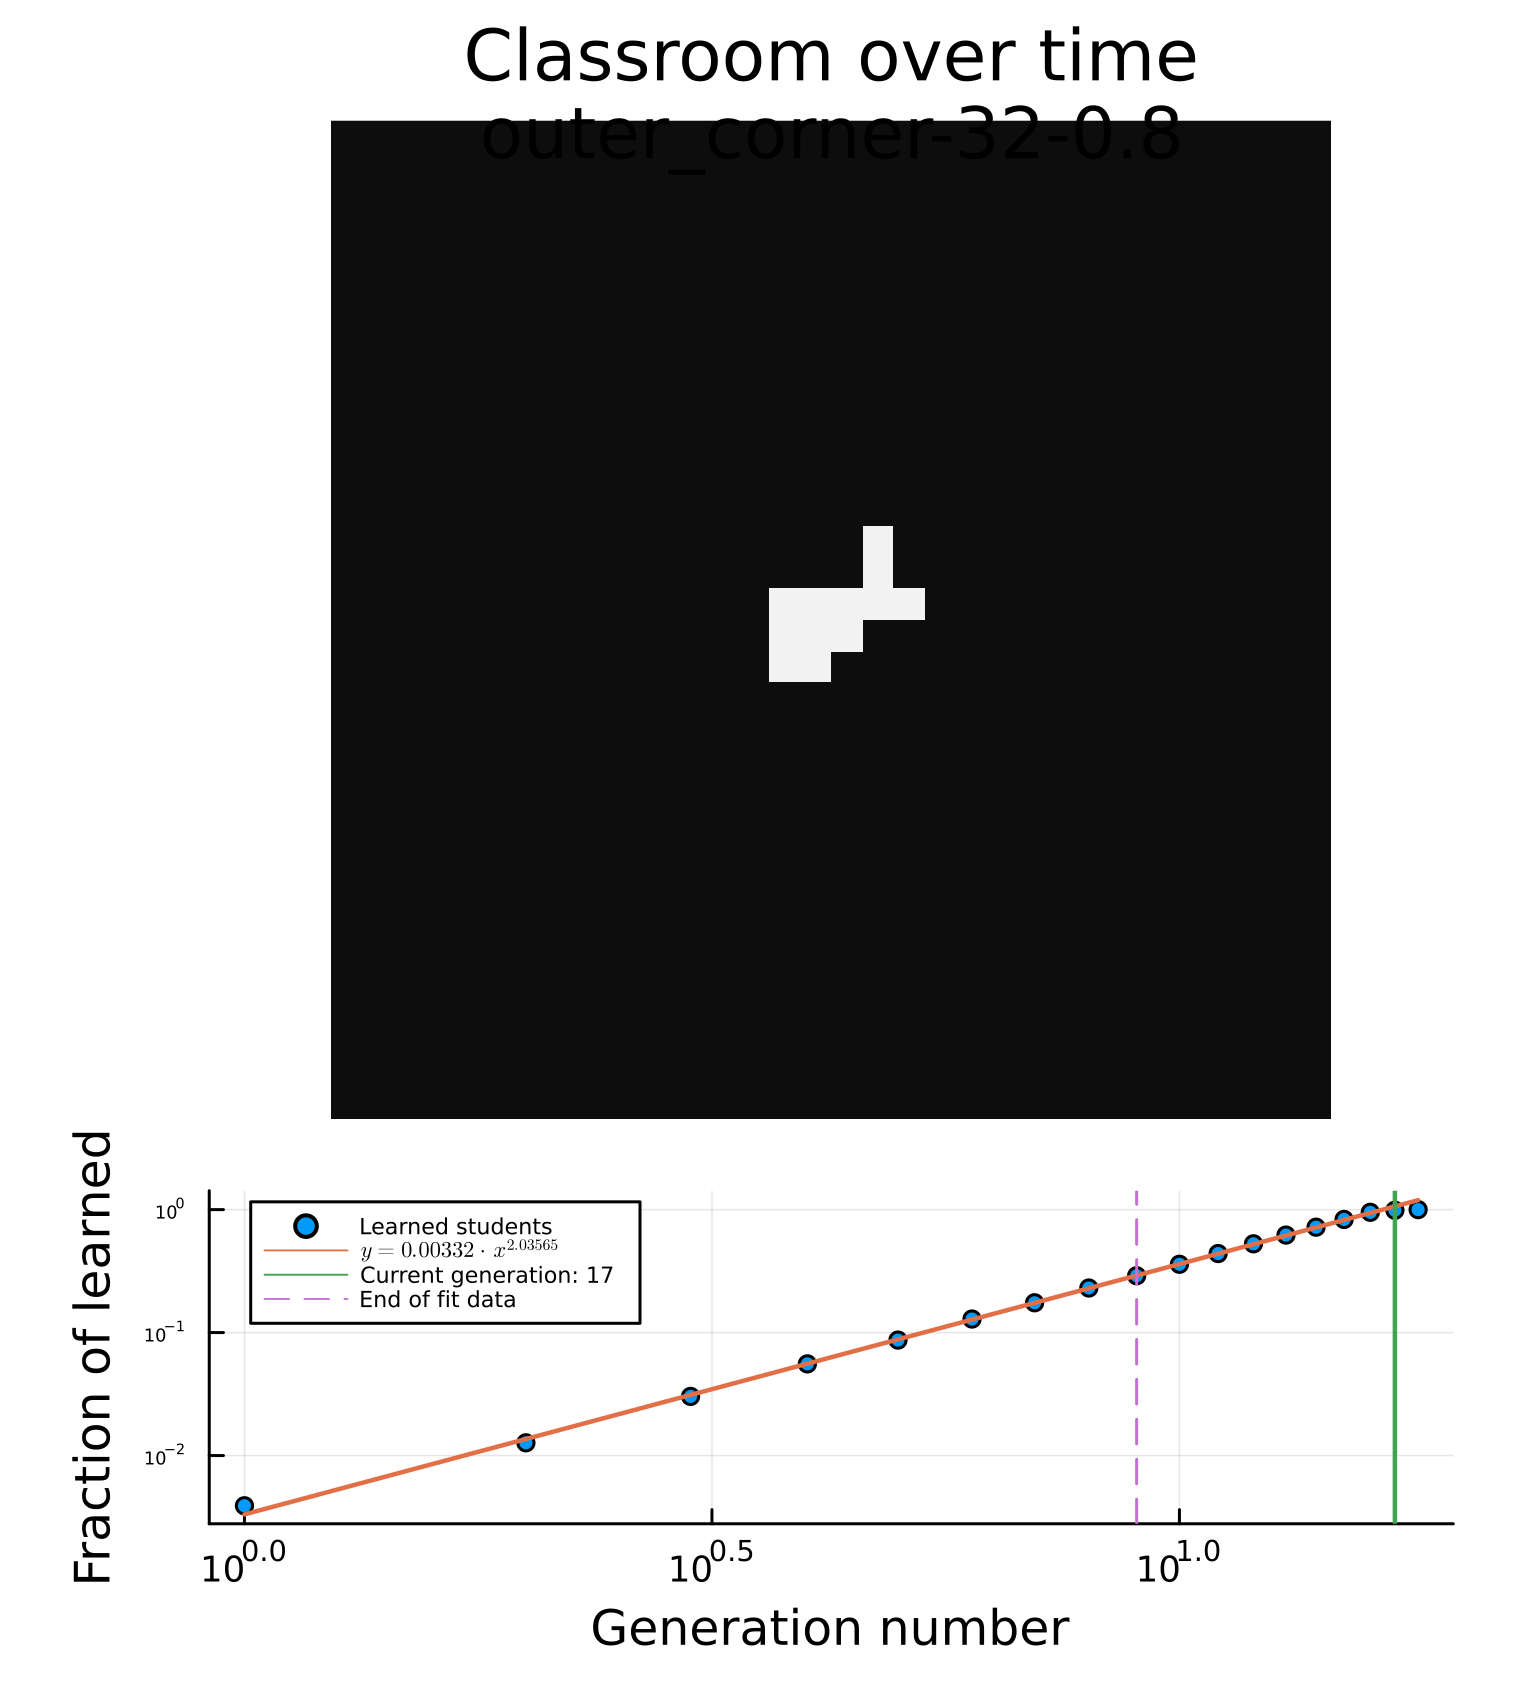 Classroom over time
outer_corner-32-0.8
Fraction of learned
10⁰
10⁻¹
10⁻²
Learned students
y = 0.00332 · x^2.03565
Current generation: 17
End of fit data
10^0.0
10^0.5
10^1.0
Generation number